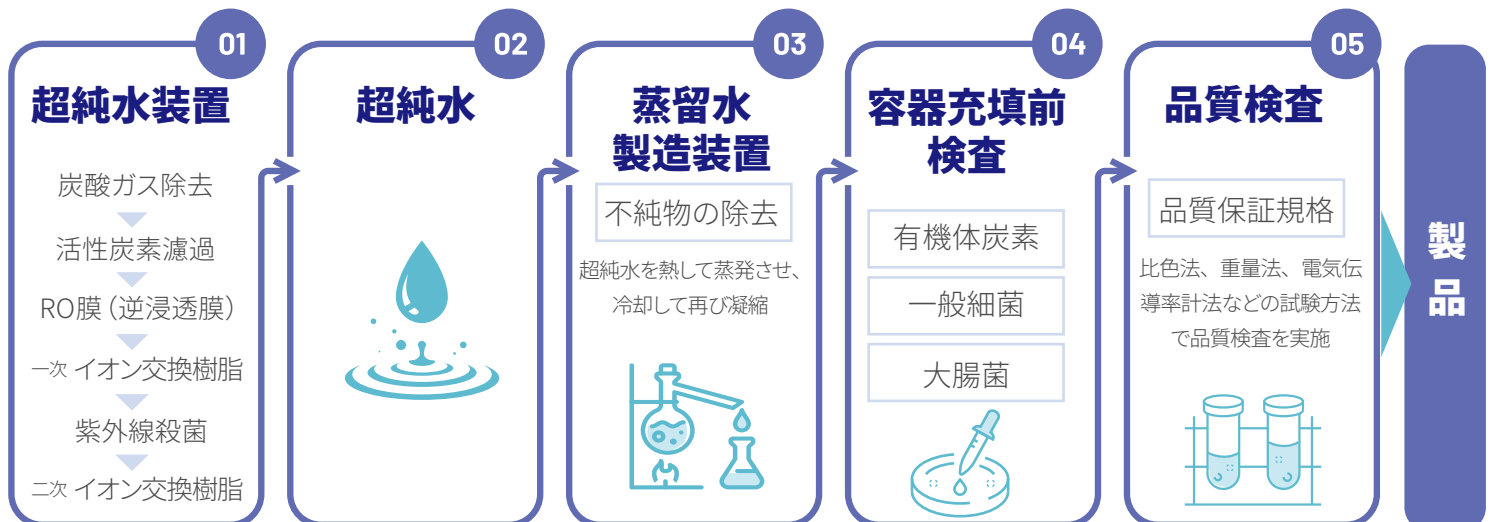 01
超純水装置
炭酸ガス除去
活性炭素濾過
RO膜（逆浸透膜）
一次 イオン交換樹脂
紫外線殺菌
二次 イオン交換樹脂
02
超純水
03
蒸留水
製造装置
不純物の除去
超純水を熱して蒸発させ、
冷却して再び凝縮
04
容器充填前
検査
有機体炭素
一般細菌
大腸菌
05
品質検査
品質保証規格
比色法、重量法、電気伝
導率計法などの試験方法
で品質検査を実施
製品